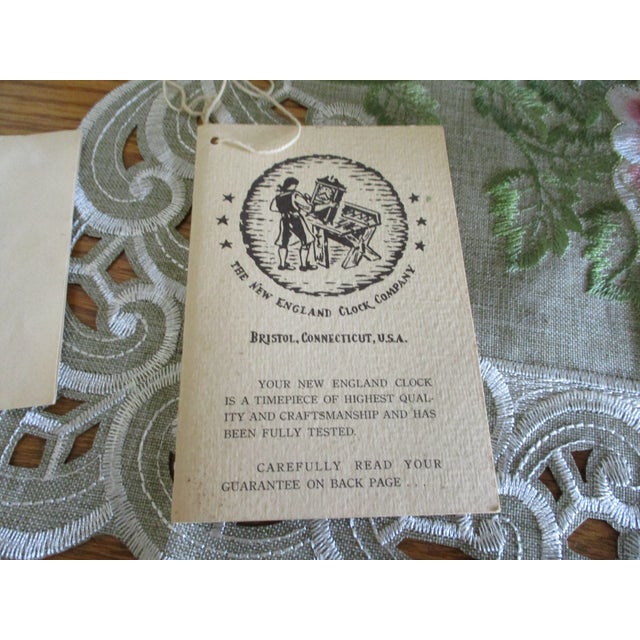 The New England Clock Company
Bristol, Connecticut, U.S.A.
YOUR NEW ENGLAND CLOCK
IS A TIMEPIECE OF HIGHEST QUAL-
ITY AND CRAFTSMANSHIP AND HAS
BEEN FULLY TESTED.
CAREFULLY READ YOUR
GUARANTEE ON BACK PAGE . . .